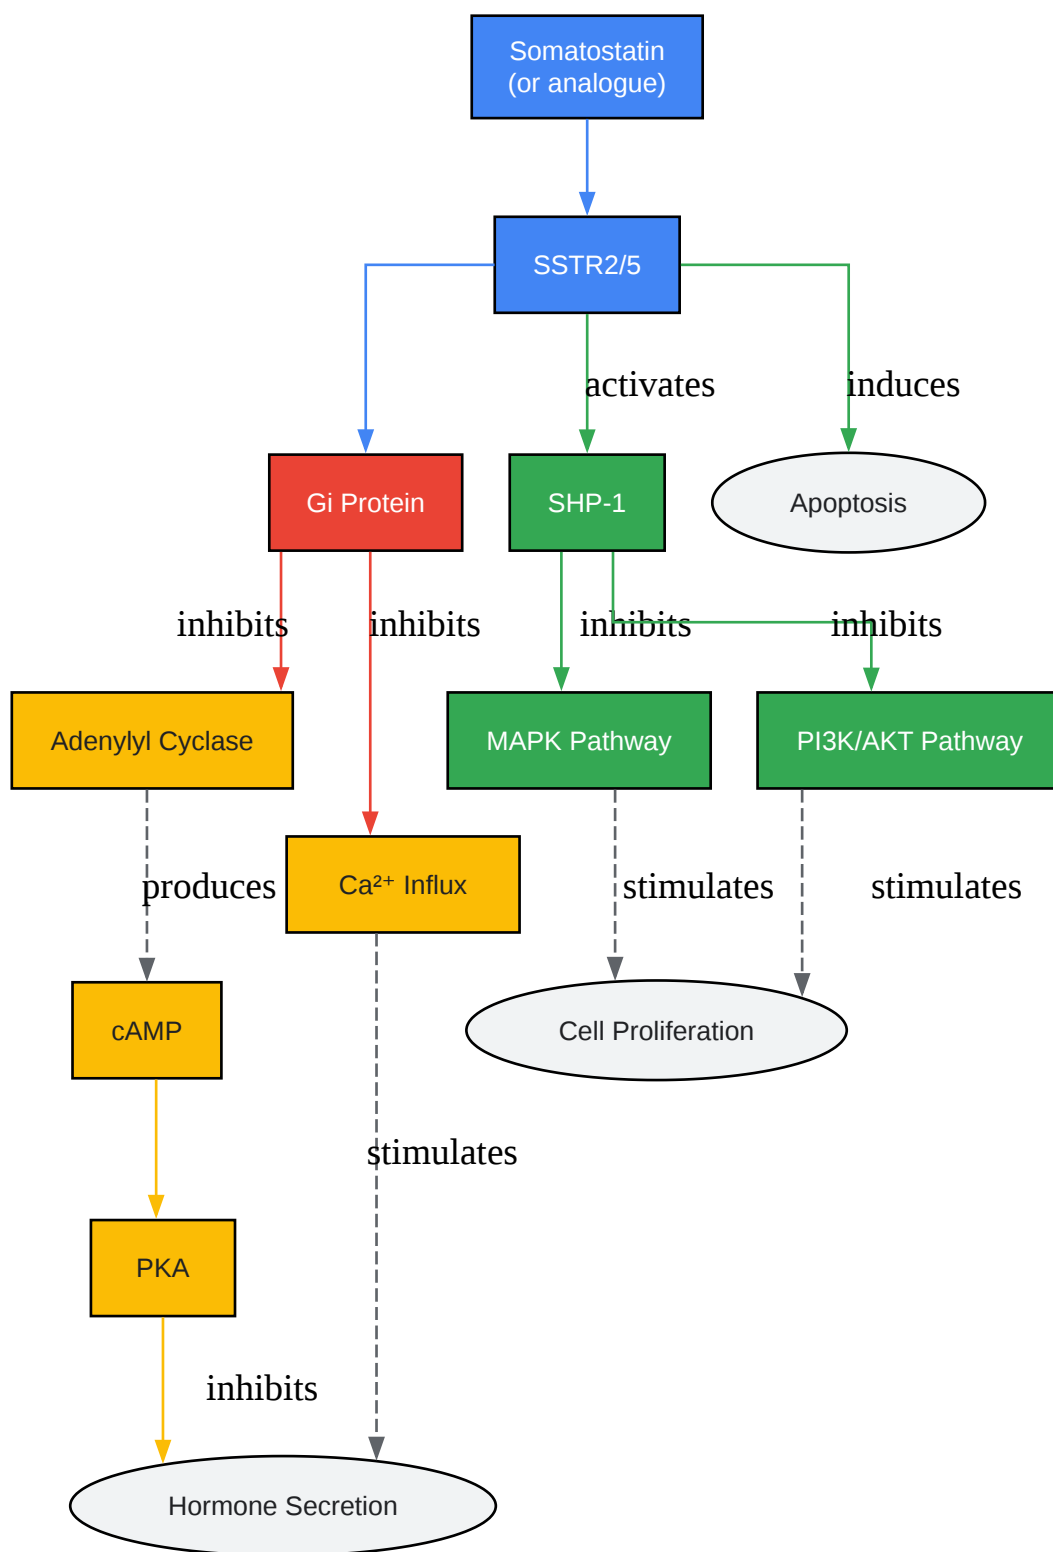 Somatostatin
(or analogue)
SSTR2/5
activates
induces
Gi Protein
SHP-1
Apoptosis
inhibits
inhibits
inhibits
inhibits
Adenylyl Cyclase
MAPK Pathway
PI3K/AKT Pathway
produces
Ca²⁺ Influx
stimulates
stimulates
cAMP
Cell Proliferation
stimulates
PKA
inhibits
Hormone Secretion